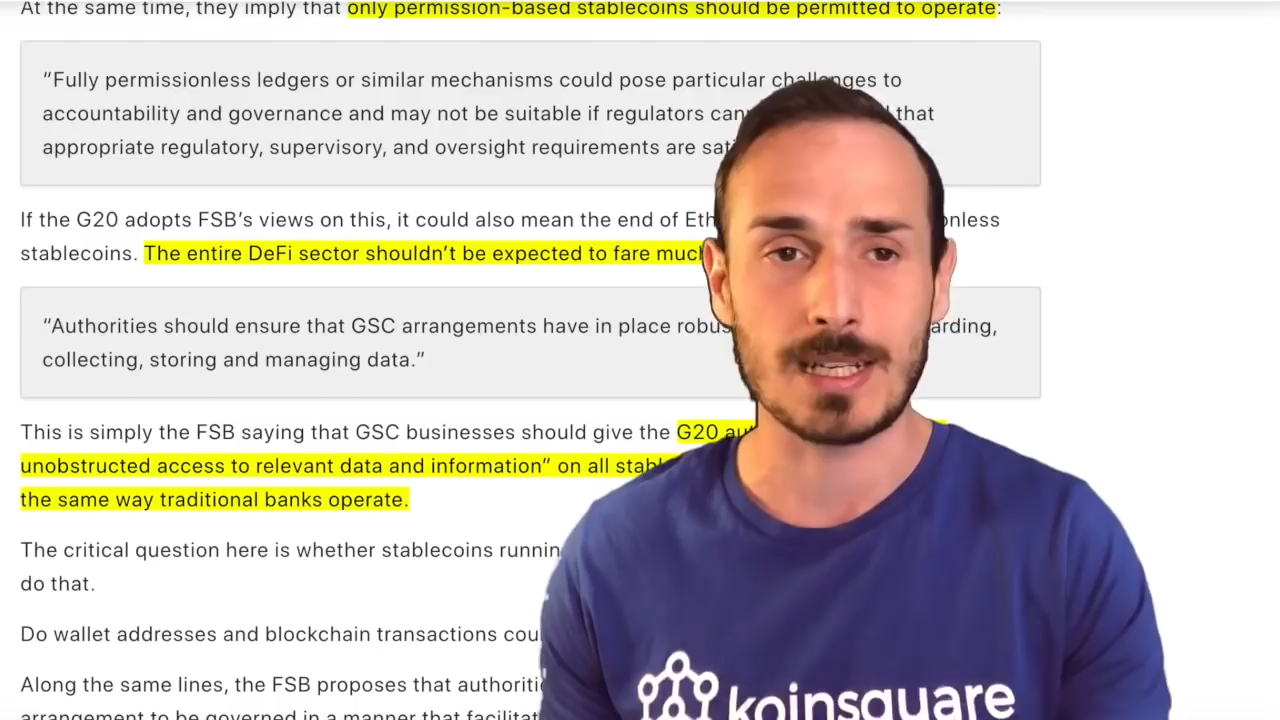 At the same time, they imply that only permission-based stablecoins should be permitted to operate:
“Fully permissionless ledgers or similar mechanisms could pose particular challenges to
accountability and governance and may not be suitable if regulators that
appropriate regulatory, supervisory, and oversight requirements are
If the G20 adopts FSB’s views on this, it could also mean the end of
stablecoins. The entire DeFi sector shouldn’t be expected to fare
“Authorities should ensure that GSC arrangements have in place
collecting, storing and managing data.”
This is simply the FSB saying that GSC businesses should give the G20
unobstructed access to relevant data and information” on all
the same way traditional banks operate.
The critical question here is whether stablecoins
do that.
Do wallet addresses and blockchain transactions
Along the same lines, the FSB proposes that
arrangement to be governed in a manner that
koinsquare